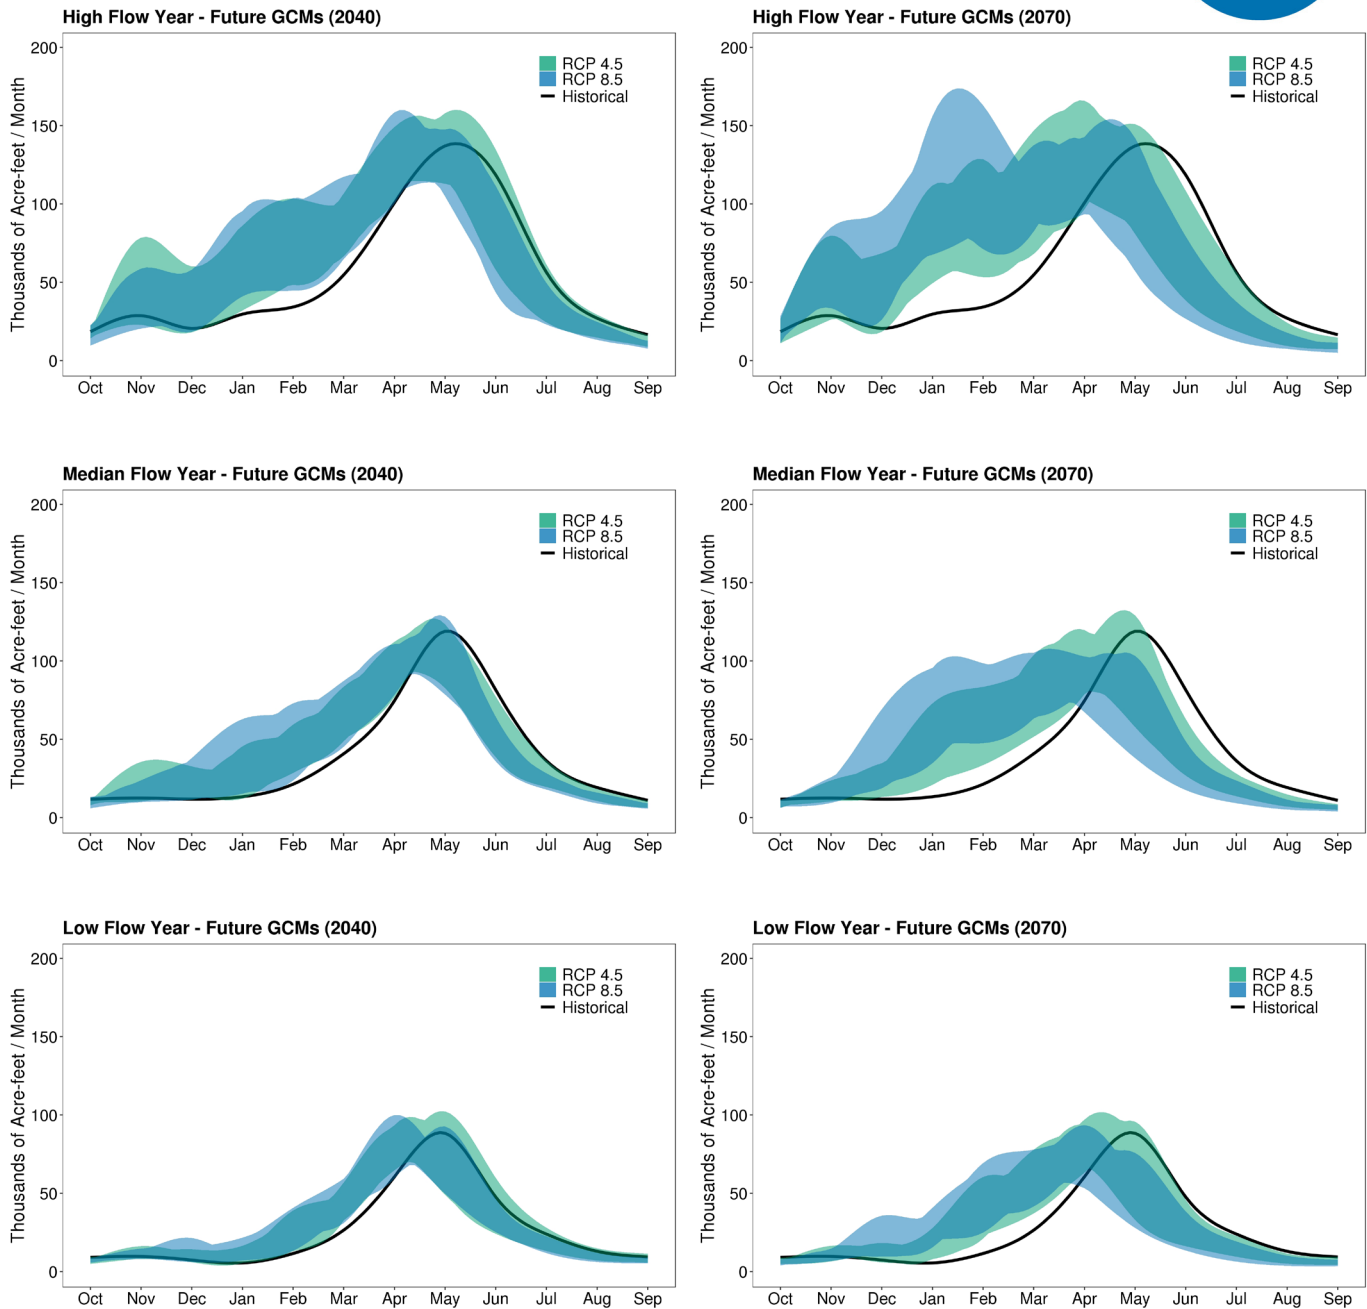 High Flow Year - Future GCMs (2040)
Thousands of Acre-feet / Month
200
150
100
50
0
RCP 4.5
RCP 8.5
Historical
Oct Nov Dec Jan Feb Mar Apr May Jun Jul Aug Sep
High Flow Year - Future GCMs (2070)
Thousands of Acre-feet / Month
200
150
100
50
0
RCP 4.5
RCP 8.5
Historical
Oct Nov Dec Jan Feb Mar Apr May Jun Jul Aug Sep
Median Flow Year - Future GCMs (2040)
Thousands of Acre-feet / Month
200
150
100
50
0
RCP 4.5
RCP 8.5
Historical
Oct Nov Dec Jan Feb Mar Apr May Jun Jul Aug Sep
Median Flow Year - Future GCMs (2070)
Thousands of Acre-feet / Month
200
150
100
50
0
RCP 4.5
RCP 8.5
Historical
Oct Nov Dec Jan Feb Mar Apr May Jun Jul Aug Sep
Low Flow Year - Future GCMs (2040)
Thousands of Acre-feet / Month
200
150
100
50
0
RCP 4.5
RCP 8.5
Historical
Oct Nov Dec Jan Feb Mar Apr May Jun Jul Aug Sep
Low Flow Year - Future GCMs (2070)
Thousands of Acre-feet / Month
200
150
100
50
0
RCP 4.5
RCP 8.5
Historical
Oct Nov Dec Jan Feb Mar Apr May Jun Jul Aug Sep